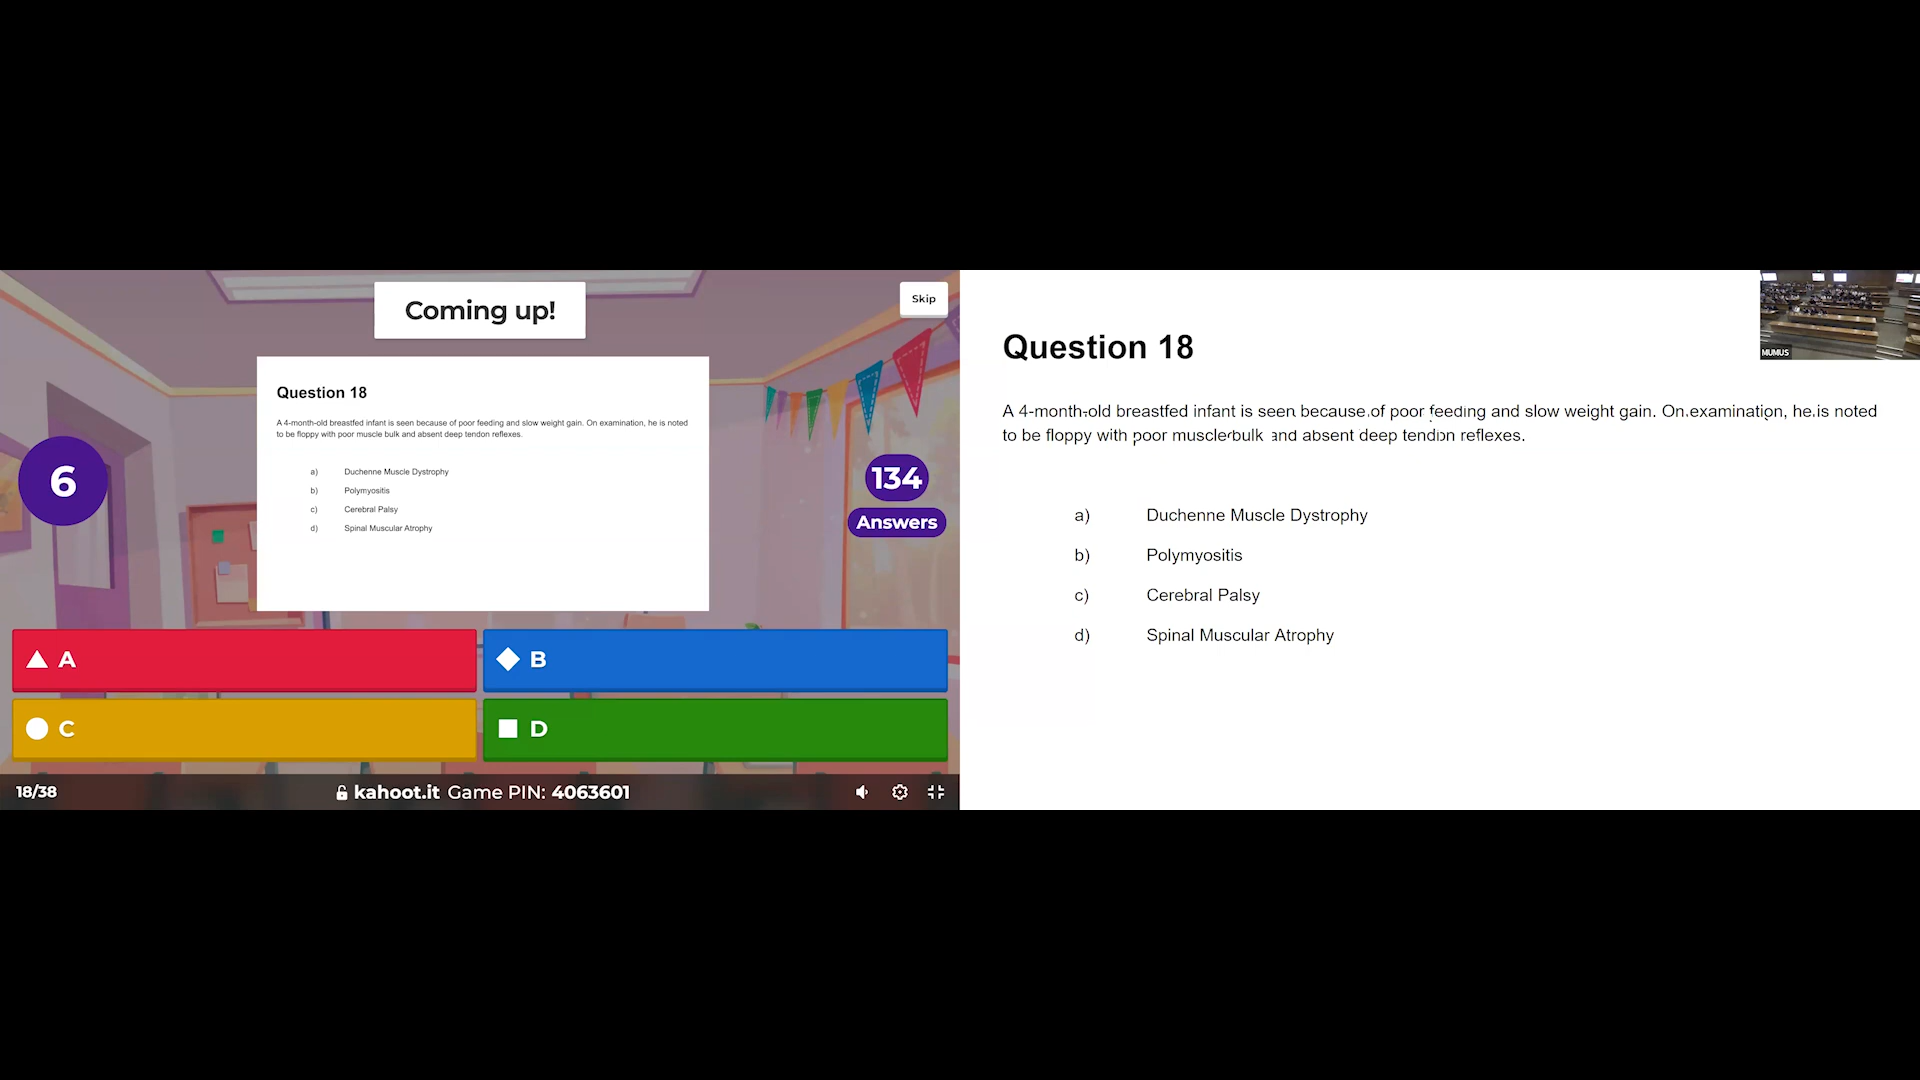 Coming up!
Skip
Question 18
A 4-month-old breastfed infant is seen because of poor feeding and slow weight gain. On examination, he is noted
to be floppy with poor muscle bulk and absent deep tendon reflexes.
a) Duchenne Muscle Dystrophy
b) Polymyositis
c) Cerebral Palsy
d) Spinal Muscular Atrophy
6
134
Answers
A
B
C
D
18/38
kahoot.it Game PIN: 4063601
MUMUS
Question 18
A 4-month-old breastfed infant is seen because of poor feeding and slow weight gain. On examination, he is noted
to be floppy with poor muscle bulk and absent deep tendon reflexes.
a) Duchenne Muscle Dystrophy
b) Polymyositis
c) Cerebral Palsy
d) Spinal Muscular Atrophy